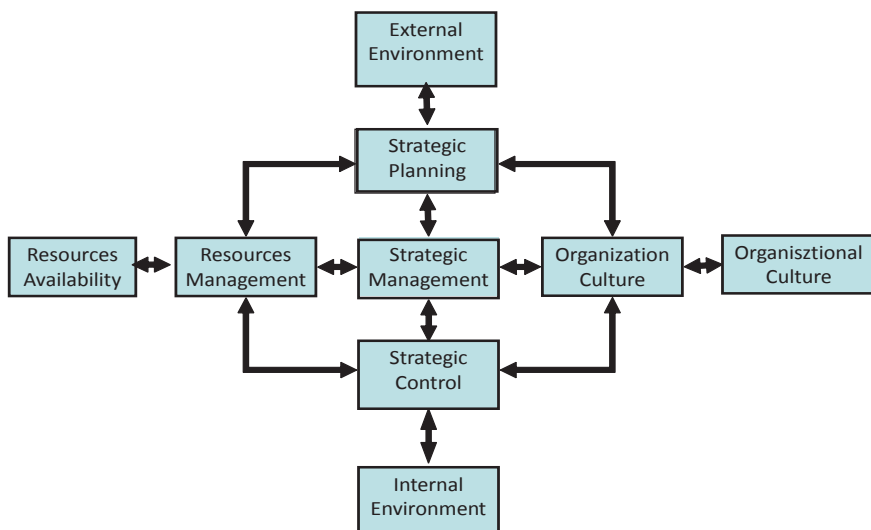 External
Environment
Strategic
Planning
Resources
Availability
Resources
Management
Strategic
Management
Organization
Culture
Organisztional
Culture
Strategic
Control
Internal
Environment